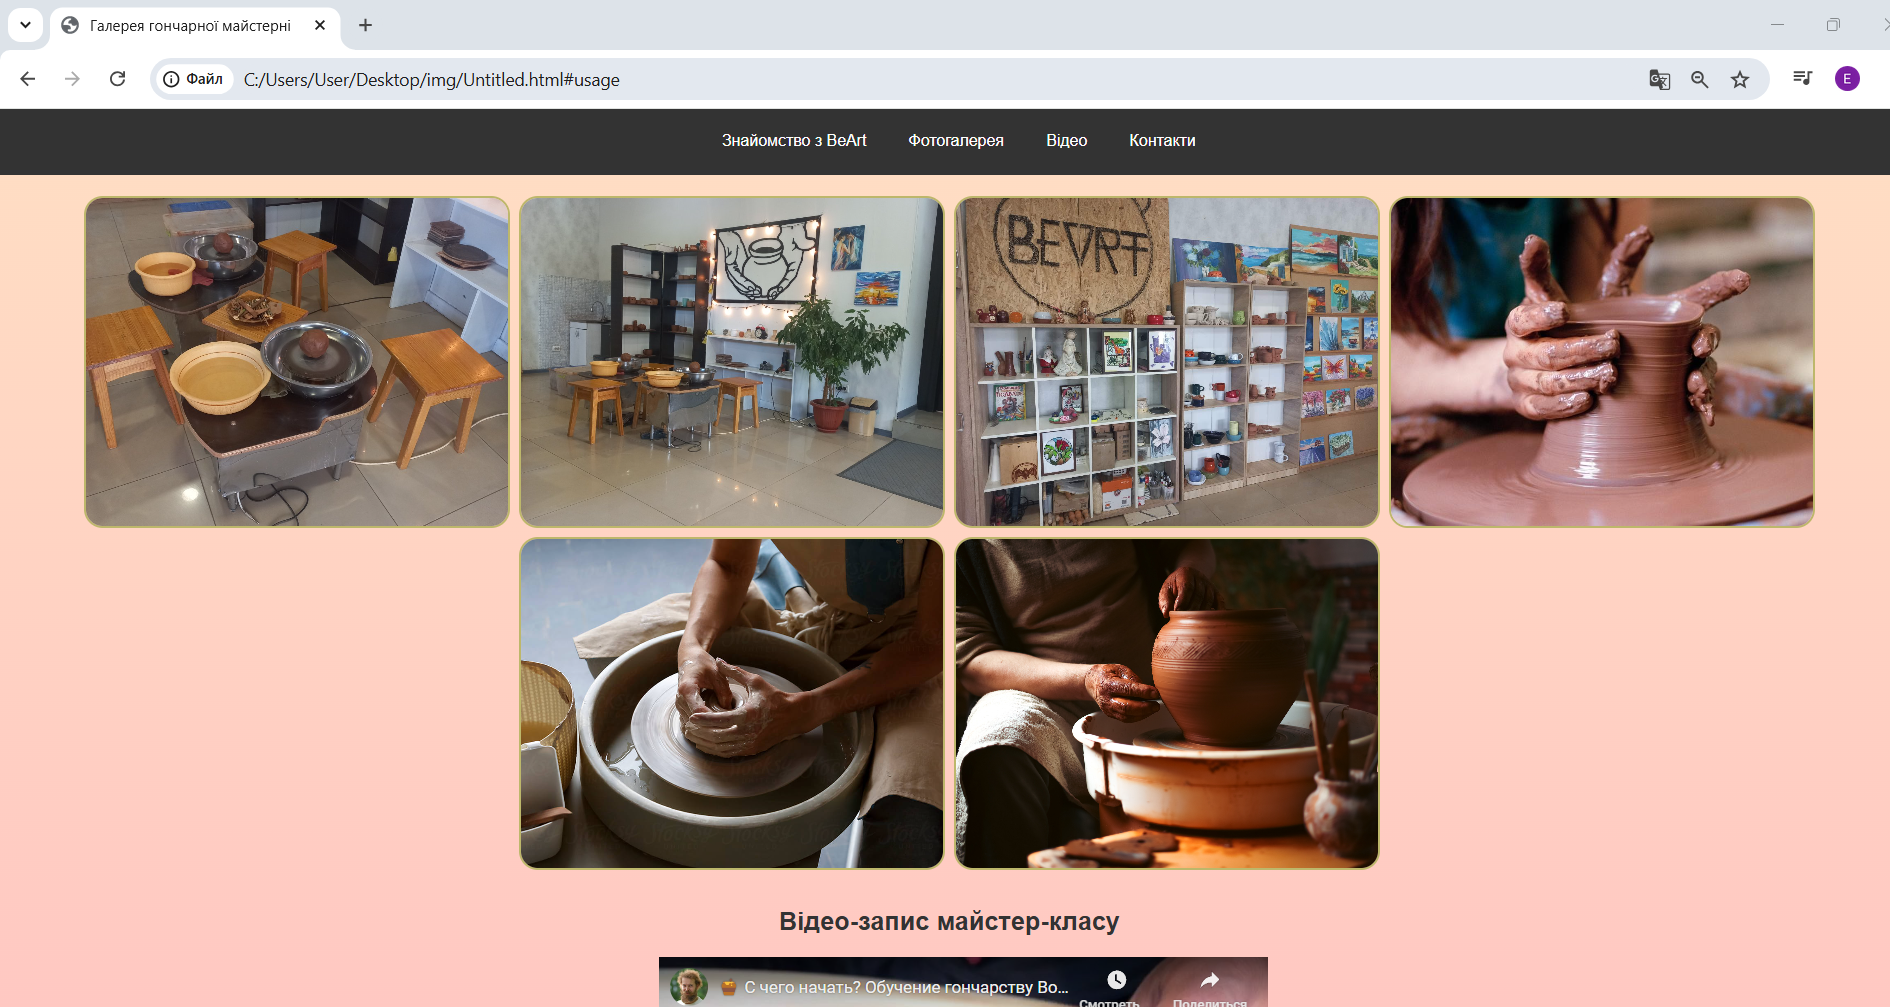 Галерея гончарної майстерні
Файл
C:/Users/User/Desktop/img/Untitled.html#usage
E
Знайомство з BeArt
Фотогалерея
Відео
Контакти
BEART
Відео-запис майстер-класу
С чего начать? Обучение гончарству Во...
Смотреть
Поделиться